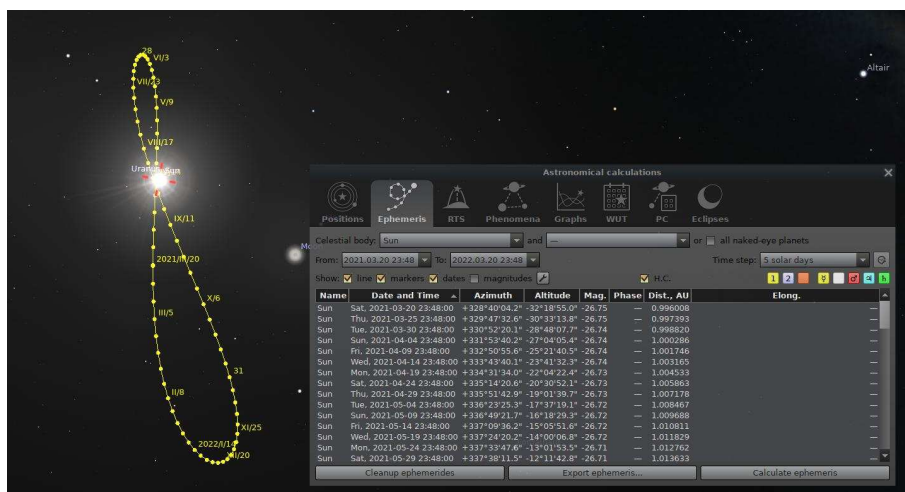 28
VI/3
VII/23
V/9
VIII/17
Sun
IX/11
2021/III/20
X/6
III/5
31
II/8
XI/25
2022/I/14
XII/20
Altair
Astronomical calculations
Positions Ephemeris RTS Phenomena Graphs WUT PC Eclipses
Celestial body: Sun and — or all naked-eye planets
From: 2021.03.20 23:48 To: 2022.03.20 23:48 Time step: 5 solar days
Show: line markers dates magnitudes H.C. 1 2 ☿ ♂ ♃ ♄
Name Date and Time Azimuth Altitude Mag. Phase Dist., AU Elong.
Sun Sat, 2021-03-20 23:48:00 +328°40'04.2" -32°18'55.0" -26.75 — 0.996008 —
Sun Thu, 2021-03-25 23:48:00 +329°47'32.6" -30°33'13.8" -26.75 — 0.997393 —
Sun Tue, 2021-03-30 23:48:00 +330°52'20.1" -28°48'07.7" -26.74 — 0.998820 —
Sun Sun, 2021-04-04 23:48:00 +331°53'40.2" -27°04'05.4" -26.74 — 1.000286 —
Sun Fri, 2021-04-09 23:48:00 +332°50'55.6" -25°21'40.5" -26.74 — 1.001746 —
Sun Wed, 2021-04-14 23:48:00 +333°43'40.1" -23°41'32.3" -26.74 — 1.003165 —
Sun Mon, 2021-04-19 23:48:00 +334°31'34.0" -22°04'22.4" -26.73 — 1.004533 —
Sun Sat, 2021-04-24 23:48:00 +335°14'20.6" -20°30'52.1" -26.73 — 1.005863 —
Sun Thu, 2021-04-29 23:48:00 +335°51'42.9" -19°01'39.7" -26.73 — 1.007178 —
Sun Tue, 2021-05-04 23:48:00 +336°23'25.3" -17°37'19.1" -26.72 — 1.008467 —
Sun Sun, 2021-05-09 23:48:00 +336°49'21.7" -16°18'29.3" -26.72 — 1.009688 —
Sun Fri, 2021-05-14 23:48:00 +337°09'36.2" -15°05'51.6" -26.72 — 1.010811 —
Sun Wed, 2021-05-19 23:48:00 +337°24'20.2" -14°00'06.8" -26.72 — 1.011829 —
Sun Mon, 2021-05-24 23:48:00 +337°33'47.6" -13°01'53.5" -26.71 — 1.012762 —
Sun Sat, 2021-05-29 23:48:00 +337°38'11.5" -12°11'42.8" -26.71 — 1.013633 —
Cleanup ephemerides Export ephemeris... Calculate ephemeris